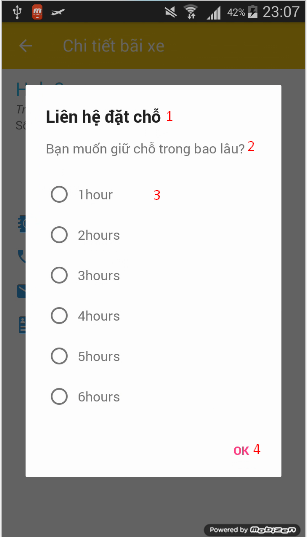 42% 23:07
Chi tiết bãi xe
Liên hệ đặt chỗ 1
Bạn muốn giữ chỗ trong bao lâu? 2
1hour 3
2hours
3hours
4hours
5hours
6hours
OK 4
Powered by Mobizen